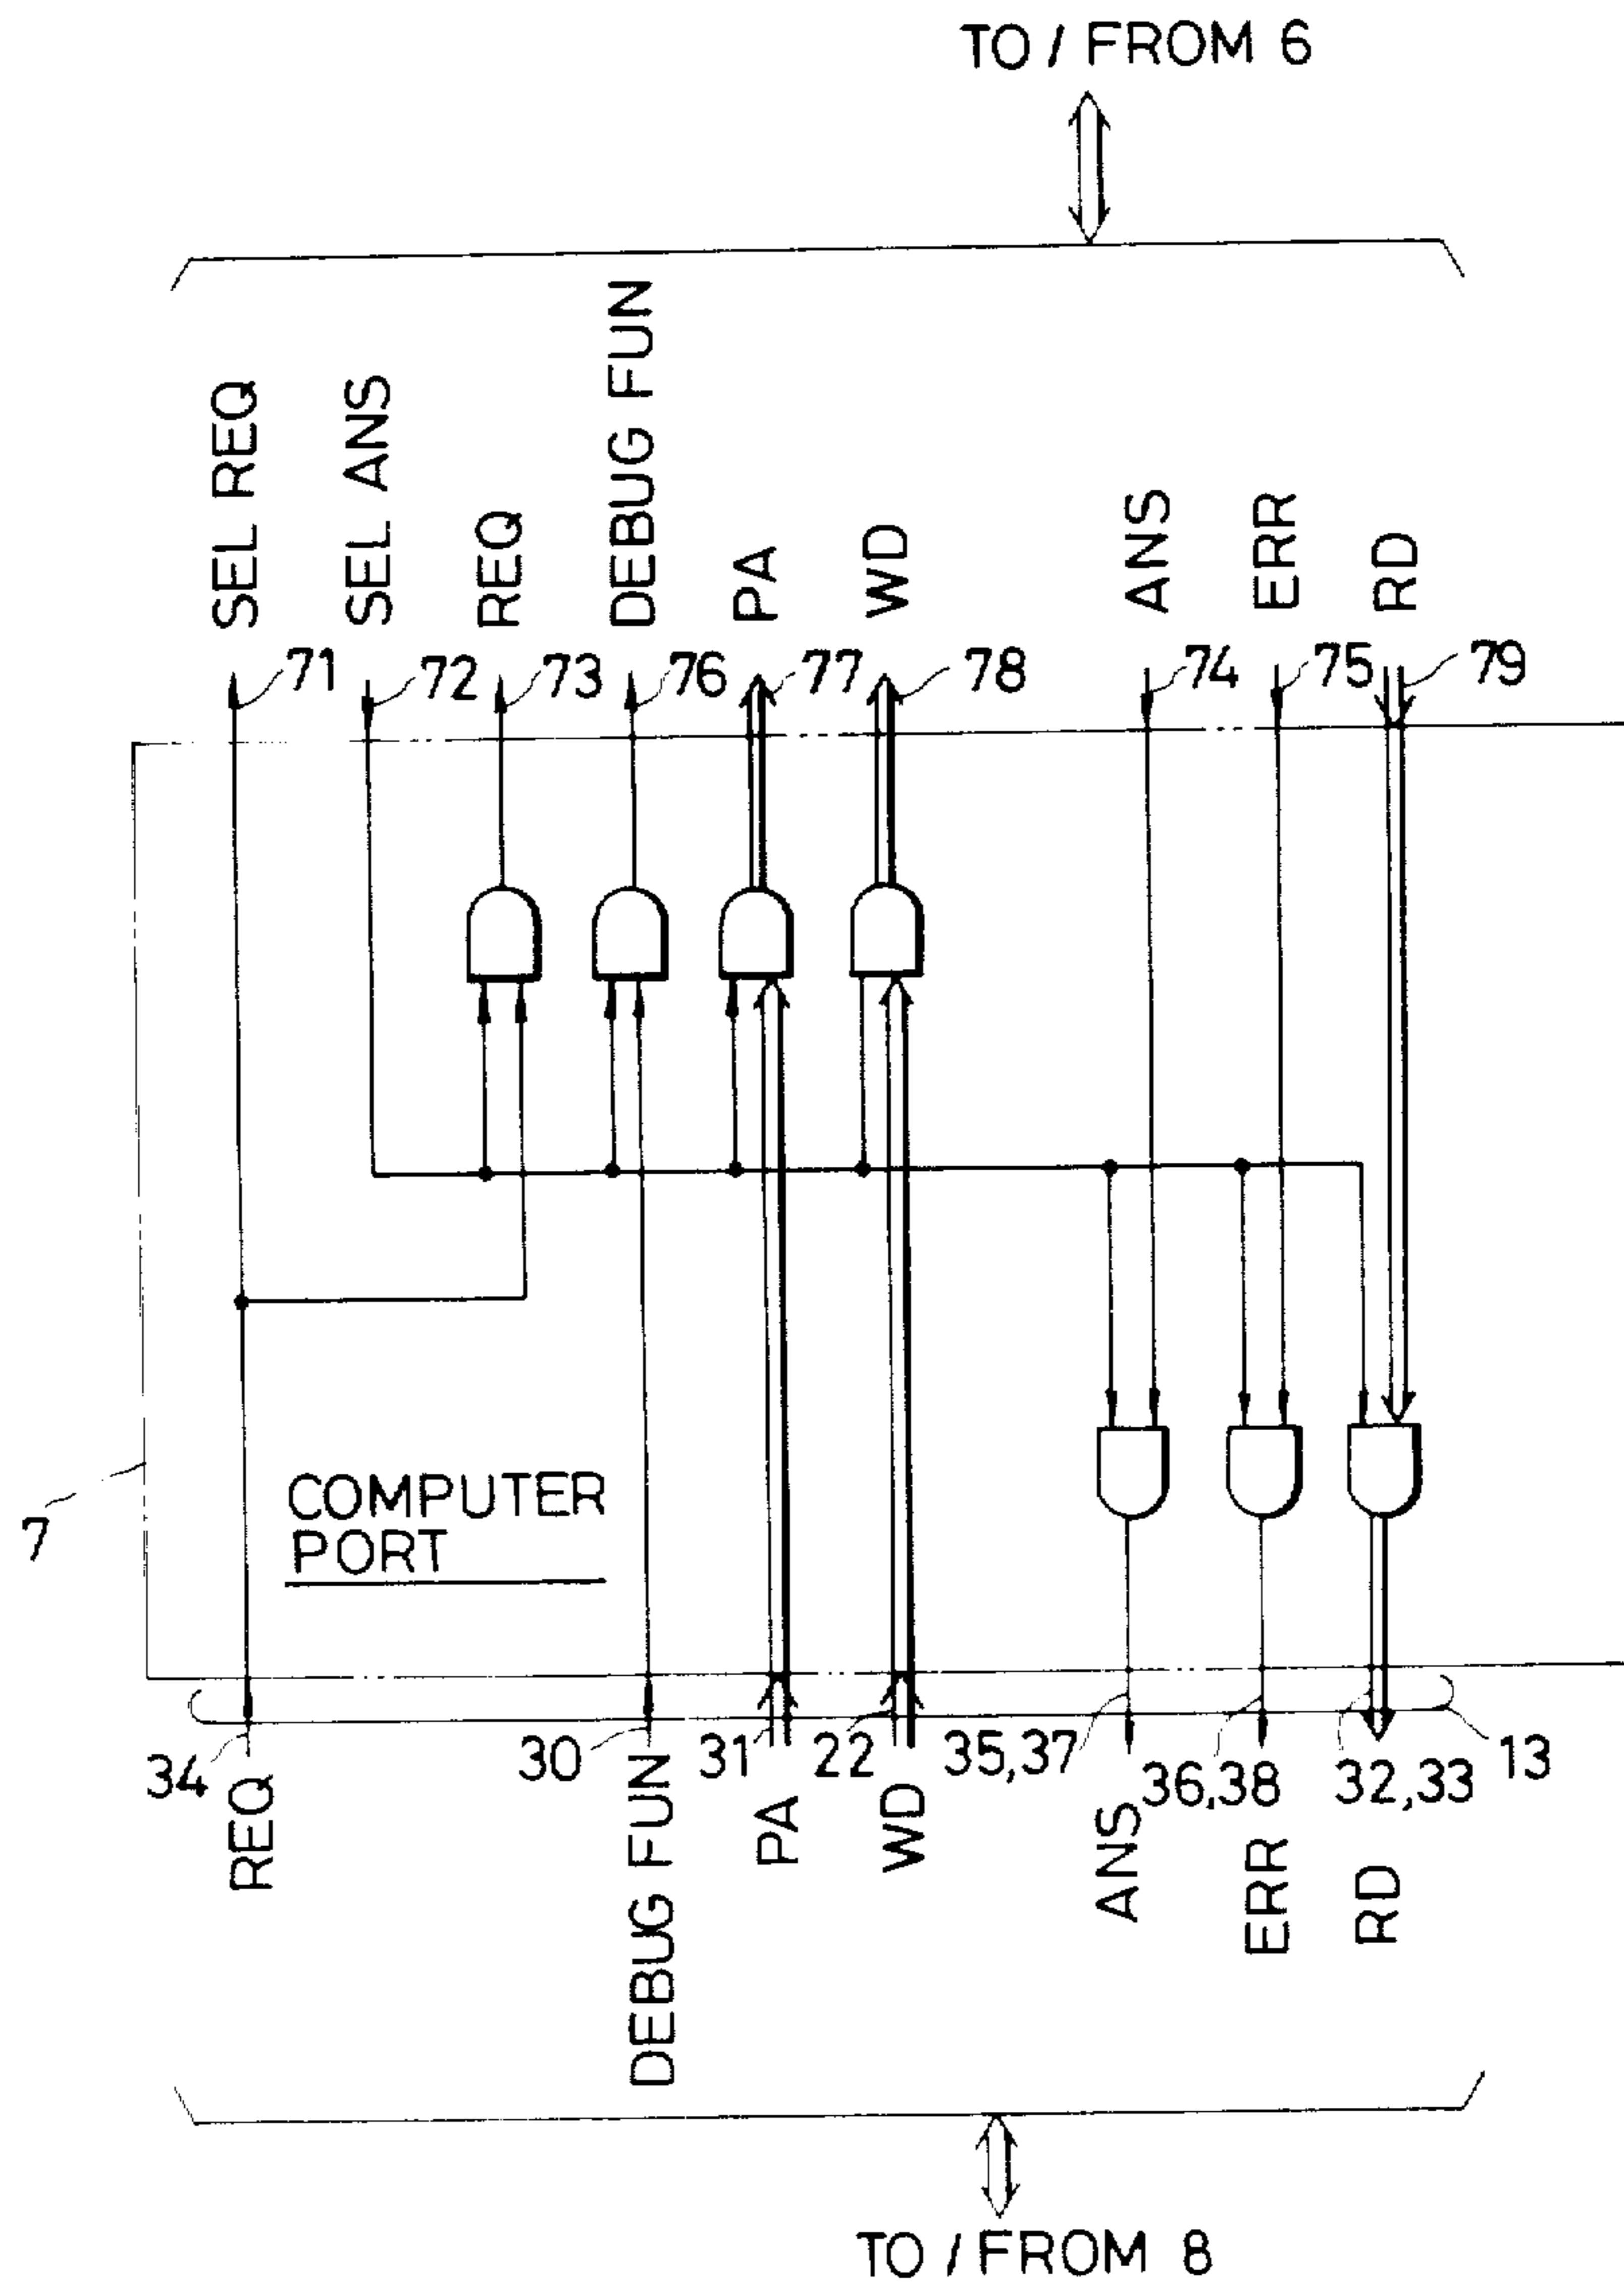 TO / FROM 6
SEL REQ
SEL ANS
REQ
DEBUG FUN
PA
WD
ANS
ERR
RD
71
72
73
76
77
78
74
75
79
7
COMPUTER
PORT
34
30
31
22
35,37
36,38
32,33
13
REQ
DEBUG FUN
PA
WD
ANS
ERR
RD
TO / FROM 8